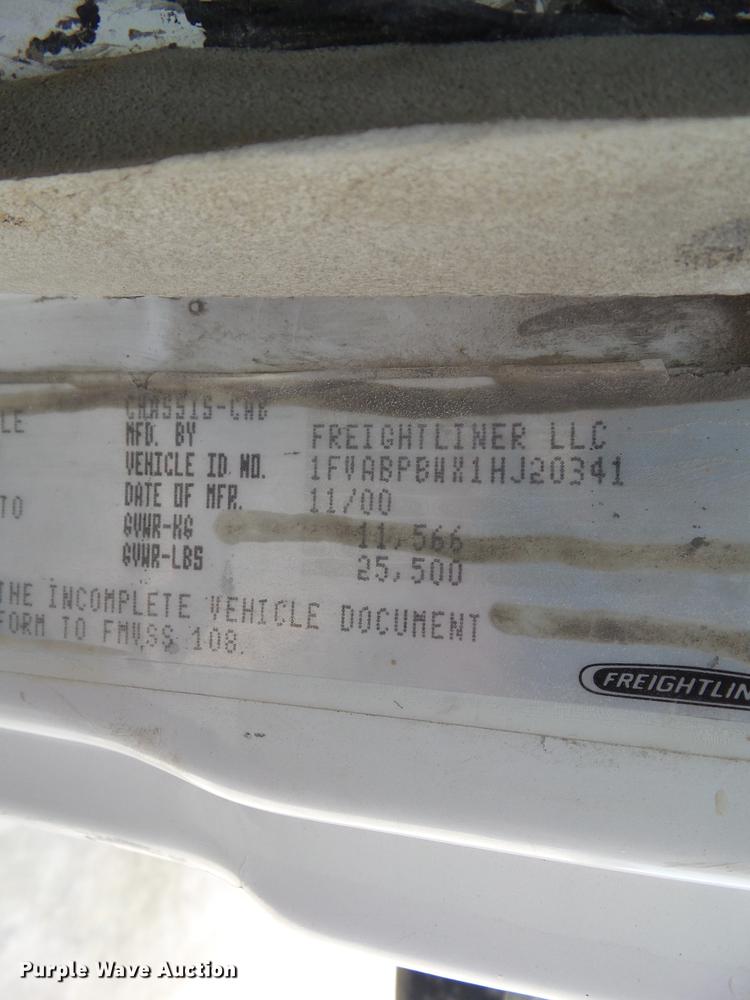 CHASSIS-CAB
LE MFD. BY FREIGHTLINER LLC
VEHICLE ID NO. 1FVABPBWX1HJ20341
TO DATE OF MFR. 11/00
GVWR-KG 11,566
GVWR-LBS 25,500
THE INCOMPLETE VEHICLE DOCUMENT
FORM TO FMVSS 108.
FREIGHTLIN
Purple Wave Auction